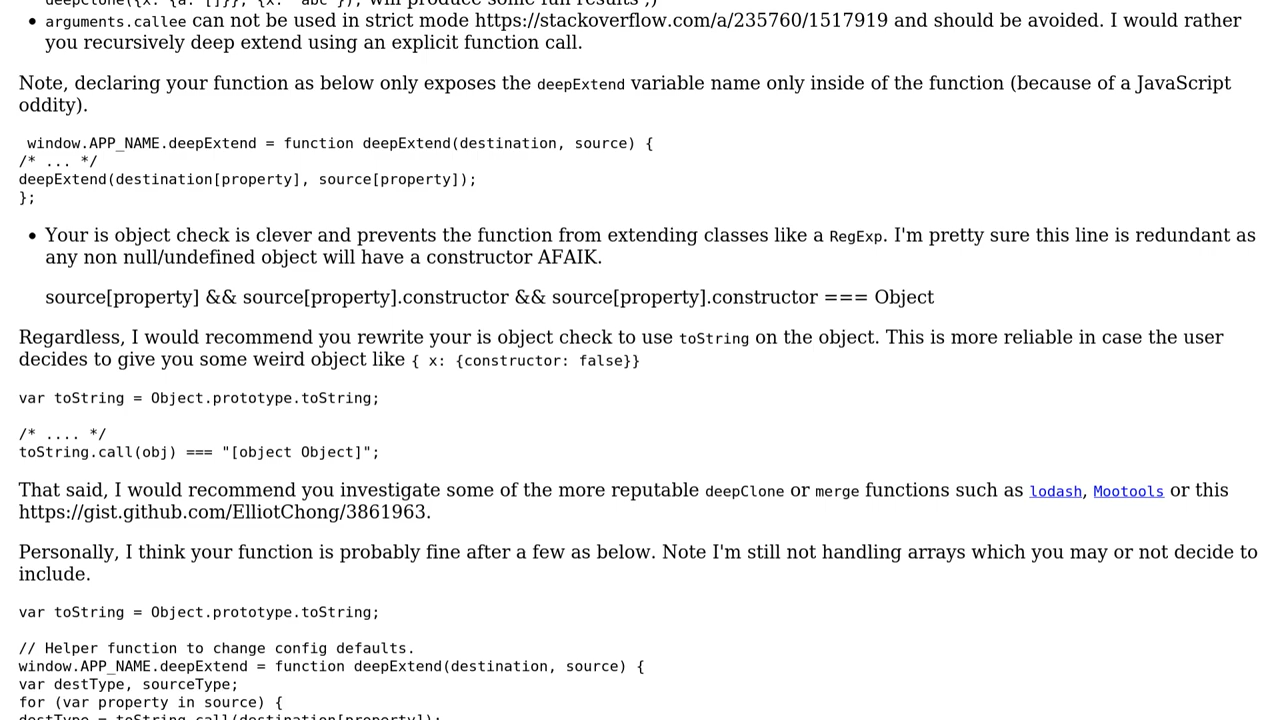 arguments.callee can not be used in strict mode https://stackoverflow.com/a/235760/1517919 and should be avoided. I would rather
you recursively deep extend using an explicit function call.
Note, declaring your function as below only exposes the deepExtend variable name only inside of the function (because of a JavaScript
oddity).
window.APP_NAME.deepExtend = function deepExtend(destination, source) {
/* ... */
deepExtend(destination[property], source[property]);
};
Your is object check is clever and prevents the function from extending classes like a RegExp. I'm pretty sure this line is redundant as
any non null/undefined object will have a constructor AFAIK.
source[property] && source[property].constructor && source[property].constructor === Object
Regardless, I would recommend you rewrite your is object check to use toString on the object. This is more reliable in case the user
decides to give you some weird object like { x: {constructor: false}}
var toString = Object.prototype.toString;
/* .... */
toString.call(obj) === "[object Object]";
That said, I would recommend you investigate some of the more reputable deepClone or merge functions such as lodash, Mootools or this
https://gist.github.com/ElliotChong/3861963.
Personally, I think your function is probably fine after a few as below. Note I'm still not handling arrays which you may or not decide to
include.
var toString = Object.prototype.toString;
// Helper function to change config defaults.
window.APP_NAME.deepExtend = function deepExtend(destination, source) {
var destType, sourceType;
for (var property in source) {